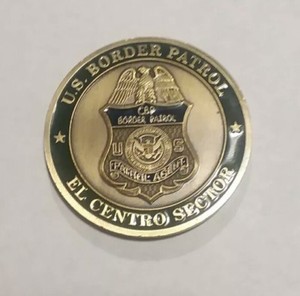 U.S. BORDER PATROL
CBP
BORDER PATROL
U S
PATROL AGENT
EL CENTRO SECTOR